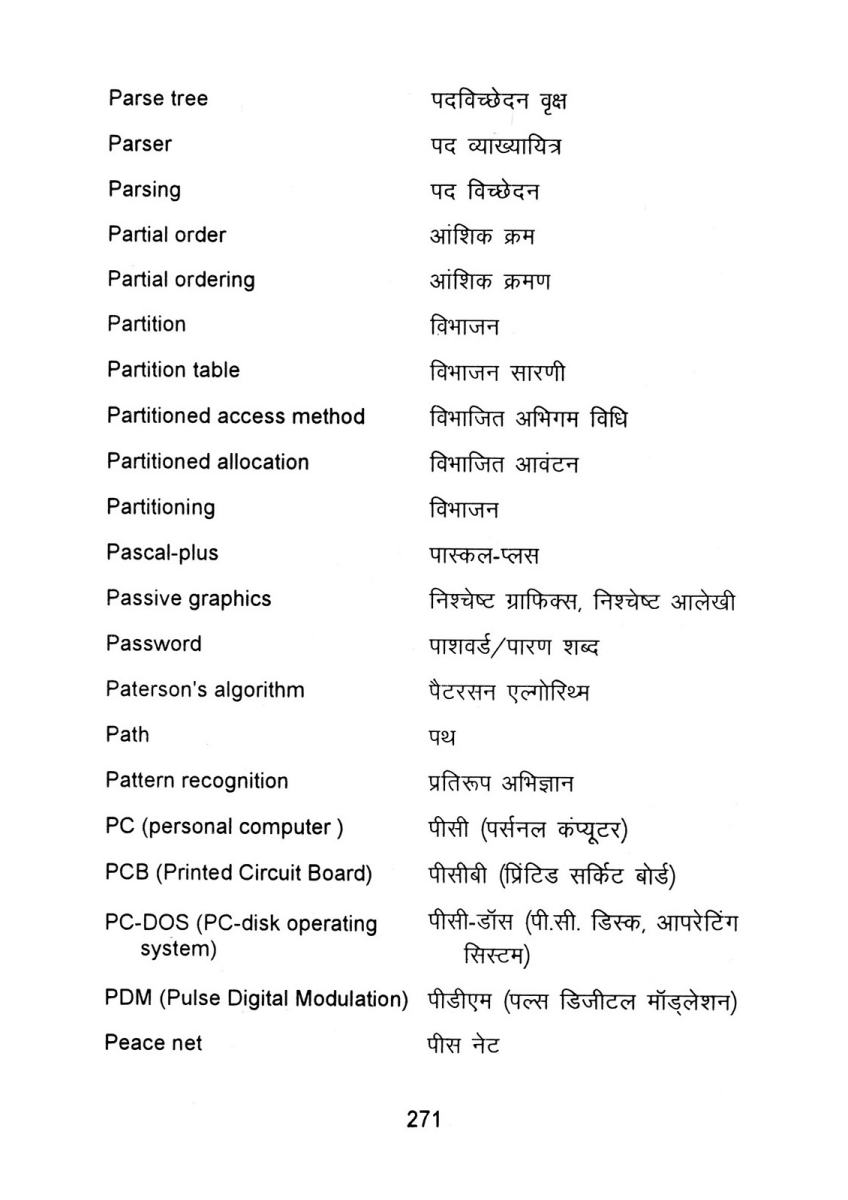 Parse tree पदविच्छेदन वृक्ष
Parser पद व्याख्यायित्र
Parsing पद विच्छेदन
Partial order आंशिक क्रम
Partial ordering आंशिक क्रमण
Partition विभाजन
Partition table विभाजन सारणी
Partitioned access method विभाजित अभिगम विधि
Partitioned allocation विभाजित आवंटन
Partitioning विभाजन
Pascal-plus पास्कल-प्लस
Passive graphics निश्चेष्ट ग्राफिक्स, निश्चेष्ट आलेखी
Password पाशवर्ड/पारण शब्द
Paterson's algorithm पैटरसन एल्गोरिथ्म
Path पथ
Pattern recognition प्रतिरूप अभिज्ञान
PC (personal computer ) पीसी (पर्सनल कंप्यूटर)
PCB (Printed Circuit Board) पीसीबी (प्रिंटिड सर्किट बोर्ड)
PC-DOS (PC-disk operating पीसी-डॉस (पी.सी. डिस्क, आपरेटिंग
system) सिस्टम)
PDM (Pulse Digital Modulation) पीडीएम (पल्स डिजीटल मॉड्लेशन)
Peace net पीस नेट
271